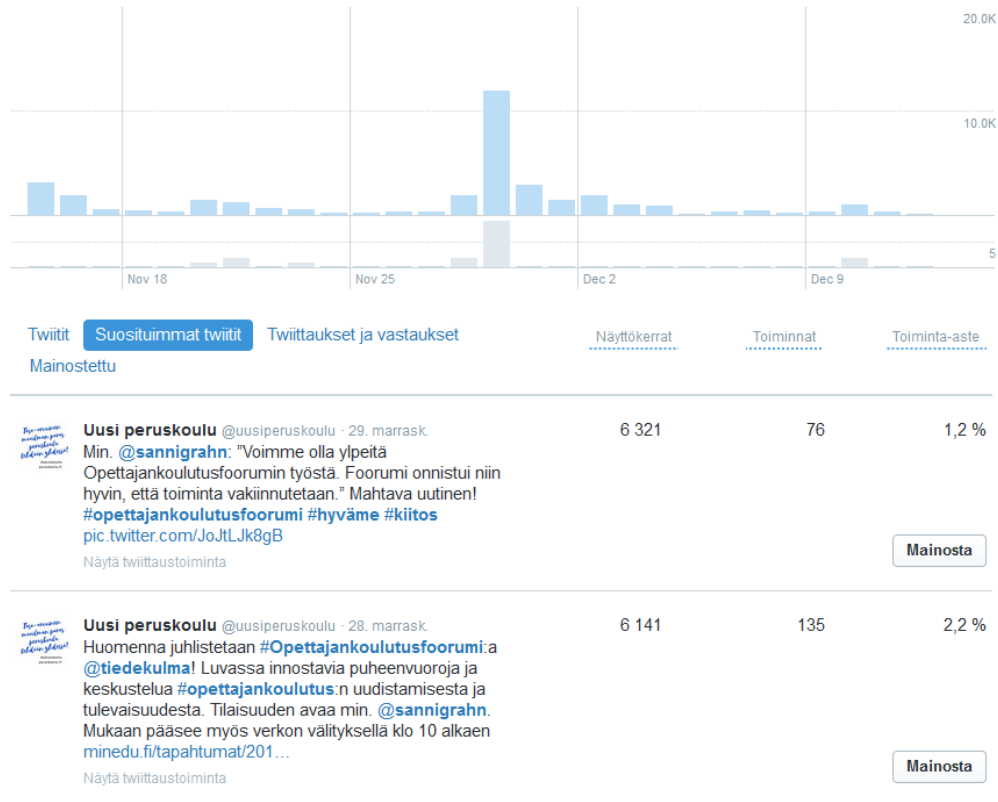 20.0K
10.0K
5
Nov 18 Nov 25 Dec 2 Dec 9
Twiitit Suosituimmat twiitit Twiittaukset ja vastaukset
Mainostettu
Näyttökerrat Toiminnat Toiminta-aste
Uusi peruskoulu @uusiperuskoulu · 29. marrask.
Min. @sannigrahn: ”Voimme olla ylpeitä
Opettajankoulutusfoorumin työstä. Foorumi onnistui niin
hyvin, että toiminta vakiinnutetaan.” Mahtava uutinen!
#opettajankoulutusfoorumi #hyväme #kiitos
pic.twitter.com/JoJtLJk8gB
Näytä twiittaustoiminta
6 321 76 1,2 %
Mainosta
Uusi peruskoulu @uusiperuskoulu · 28. marrask.
Huomenna juhlistetaan #Opettajankoulutusfoorumi:a
@tiedekulma! Luvassa innostavia puheenvuoroja ja
keskustelua #opettajankoulutus:n uudistamisesta ja
tulevaisuudesta. Tilaisuuden avaa min. @sannigrahn.
Mukaan pääsee myös verkon välityksellä klo 10 alkaen
minedu.fi/tapahtumat/201…
Näytä twiittaustoiminta
6 141 135 2,2 %
Mainosta